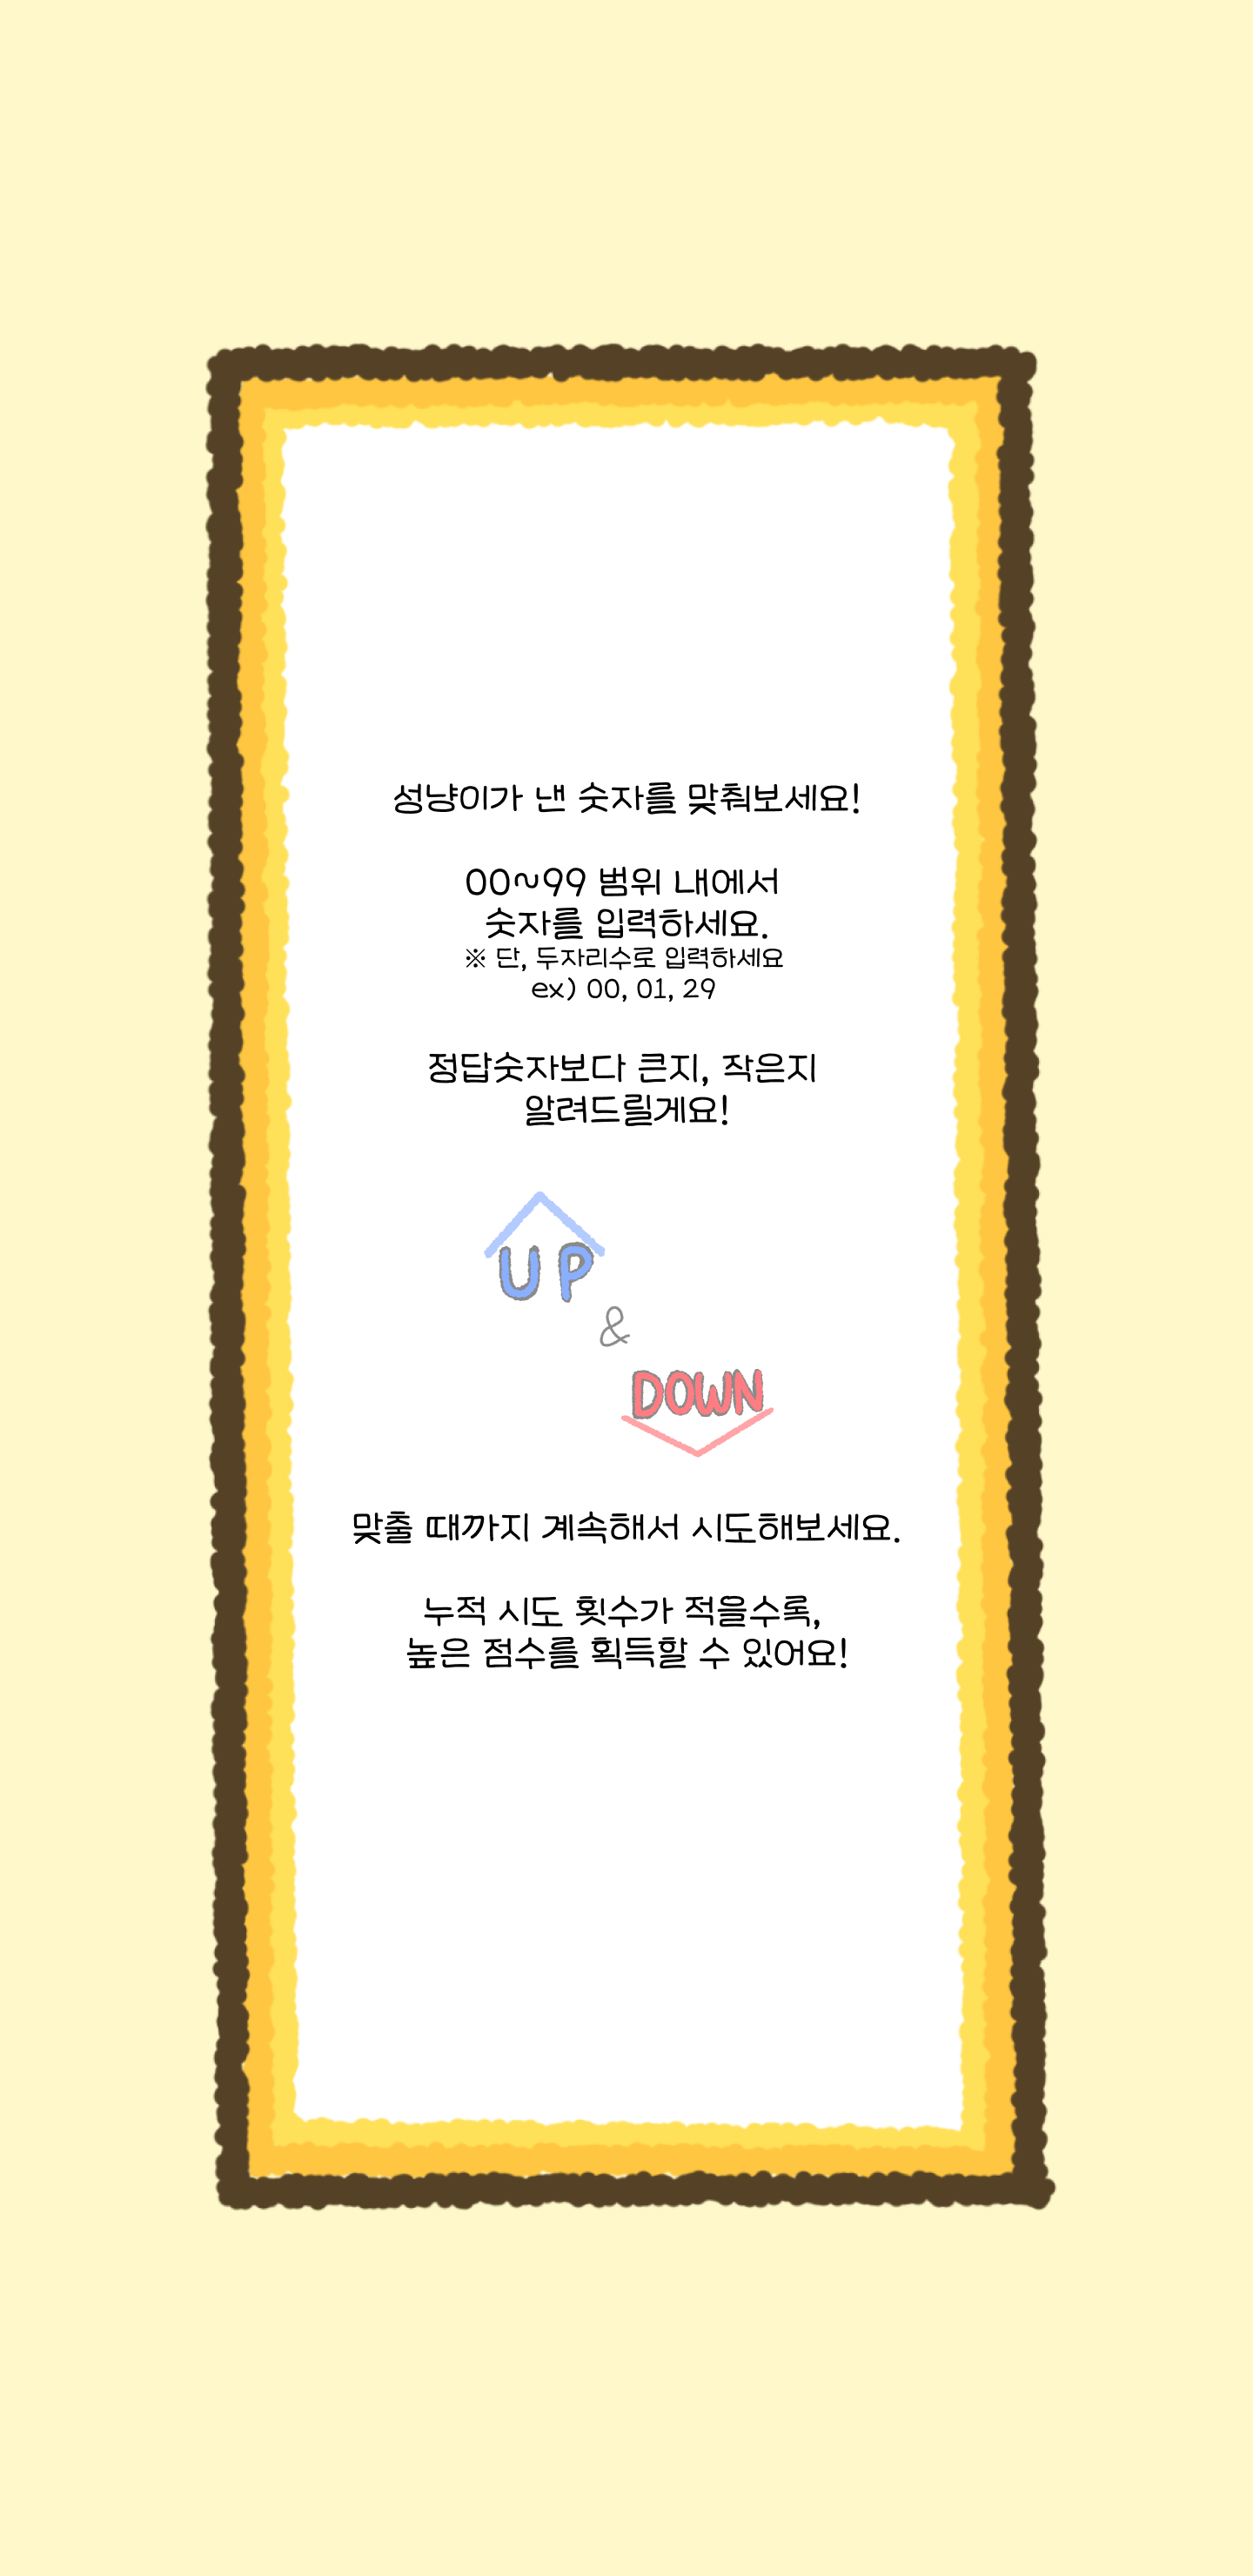 성냥이가 낸 숫자를 맞춰보세요!
00~99 범위 내에서
숫자를 입력하세요.
※ 단, 두자리수로 입력하세요
ex) 00, 01, 29
정답숫자보다 큰지, 작은지
알려드릴게요!
UP
&
DOWN
맞출 때까지 계속해서 시도해보세요.
누적 시도 횟수가 적을수록,
높은 점수를 획득할 수 있어요!